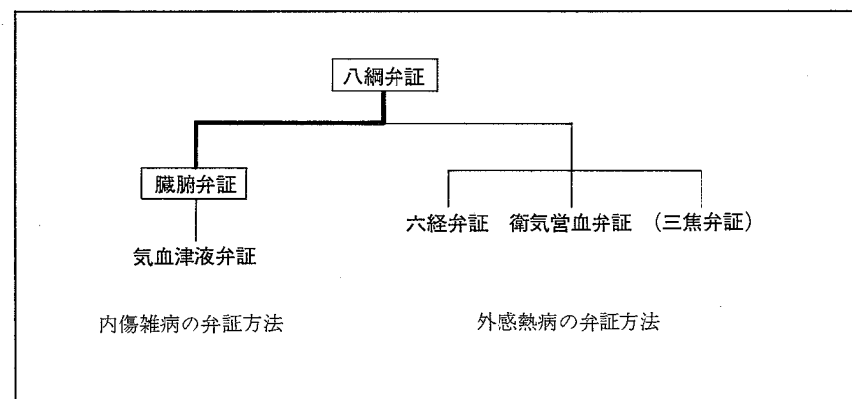 八綱弁証
臓腑弁証
六経弁証 衛気営血弁証 (三焦弁証)
気血津液弁証
内傷雑病の弁証方法 外感熱病の弁証方法